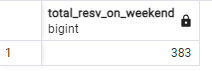 total_resv_on_weekend
bigint
1
383